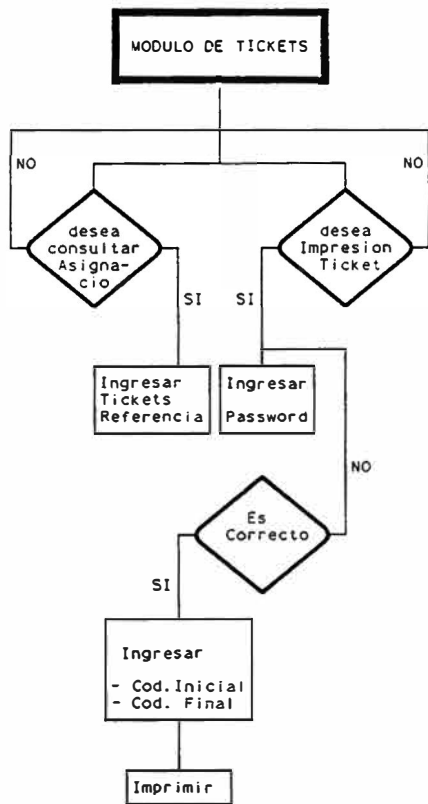 MODULO DE TICKETS
NO
NO
desea
consultar
Asigna-
cio
desea
Impresion
Ticket
SI
SI
Ingresar
Tickets
Referencia
Ingresar
Password
NO
Es
Correcto
SI
Ingresar
- Cod.Inicial
- Cod. Final
Imprimir